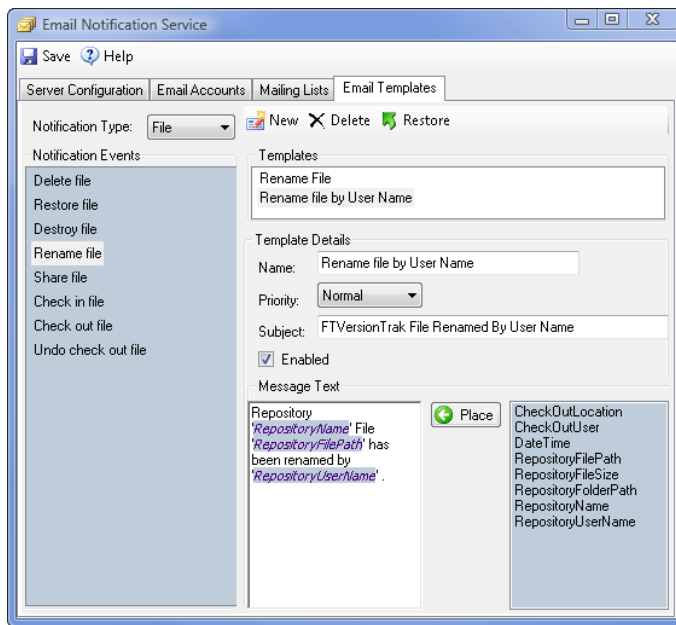 Email Notification Service
Save Help
Server Configuration Email Accounts Mailing Lists Email Templates
Notification Type: File
New Delete Restore
Notification Events
Delete file
Restore file
Destroy file
Rename file
Share file
Check in file
Check out file
Undo check out file
Templates
Rename File
Rename file by User Name
Template Details
Name: Rename file by User Name
Priority: Normal
Subject: FTVersionTrak File Renamed By User Name
Enabled
Message Text
Repository
'RepositoryName' File
'RepositoryFilePath' has
been renamed by
'RepositoryUserName' .
Place
CheckOutLocation
CheckOutUser
DateTime
RepositoryFilePath
RepositoryFileSize
RepositoryFolderPath
RepositoryName
RepositoryUserName